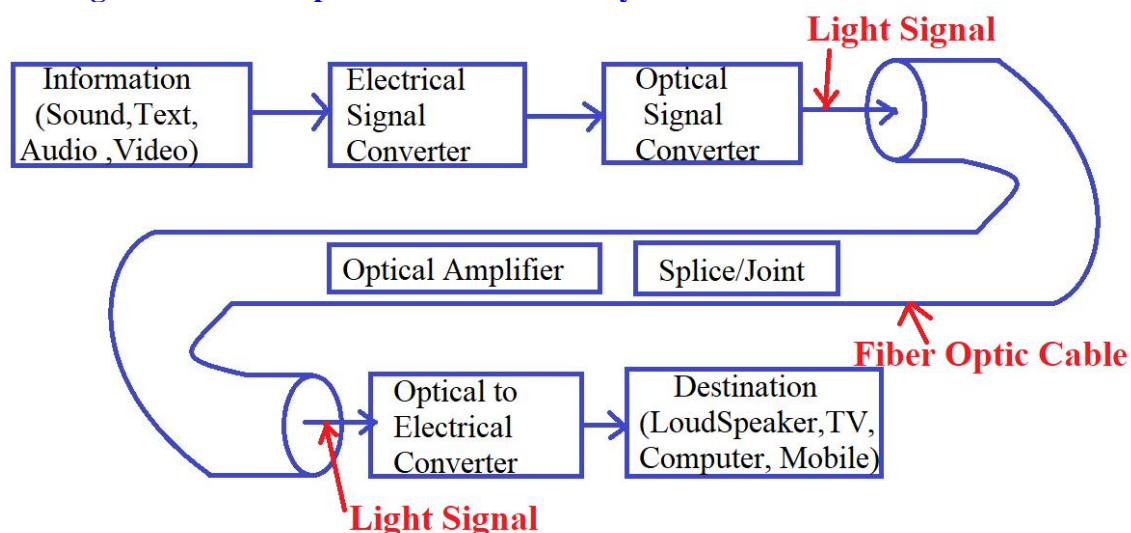 Light Signal
Information
(Sound,Text,
Audio ,Video)
Electrical
Signal
Converter
Optical
Signal
Converter
Optical Amplifier
Splice/Joint
Fiber Optic Cable
Optical to
Electrical
Converter
Destination
(LoudSpeaker,TV,
Computer, Mobile)
Light Signal